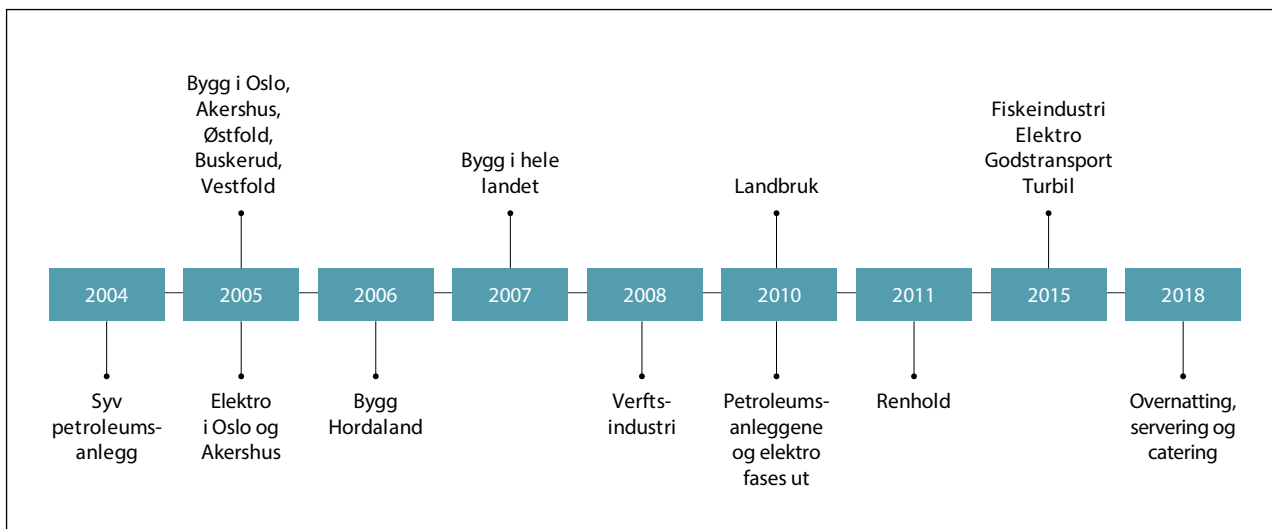 Bygg i Oslo,
Akershus,
Østfold,
Buskerud,
Vestfold
Bygg i hele
landet
Landbruk
Fiskeindustri
Elektro
Godstransport
Turbil
2004
2005
2006
2007
2008
2010
2011
2015
2018
Syv
petroleums-
anlegg
Elektro
i Oslo og
Akershus
Bygg
Hordaland
Verfts-
industri
Petroleums-
anleggene
og elektro
fases ut
Renhold
Overnatting,
servering og
catering